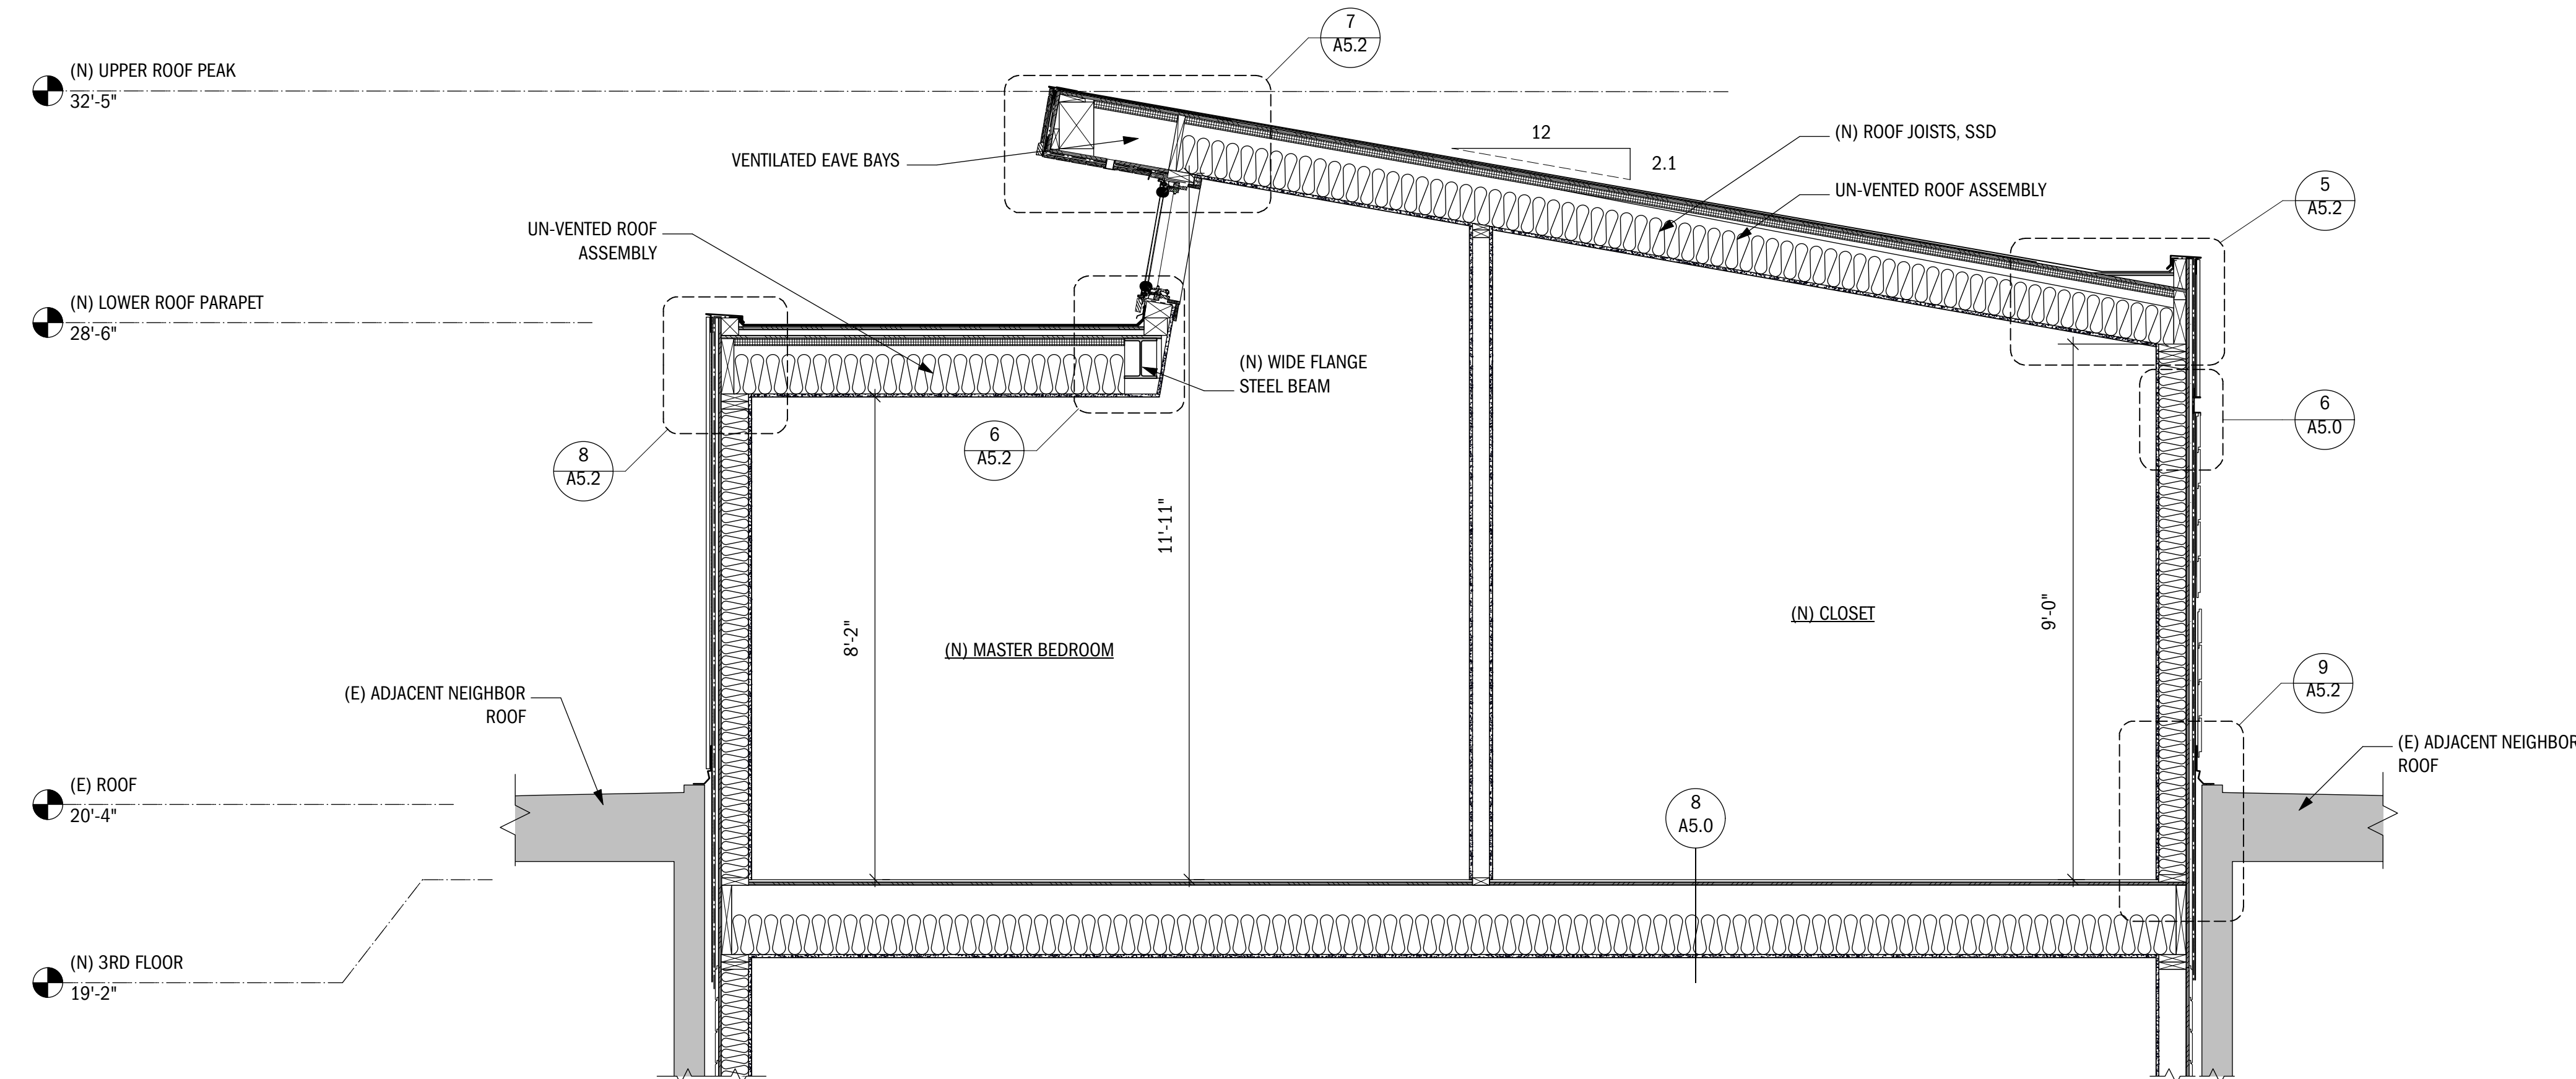 7
A5.2
(N) UPPER ROOF PEAK
32'-5"
12
2.1
(N) ROOF JOISTS, SSD
VENTILATED EAVE BAYS
UN-VENTED ROOF ASSEMBLY
5
A5.2
UN-VENTED ROOF
ASSEMBLY
(N) LOWER ROOF PARAPET
28'-6"
(N) WIDE FLANGE
STEEL BEAM
6
A5.0
6
A5.2
8
A5.2
11'-11"
8'-2"
9'-0"
(N) MASTER BEDROOM
(N) CLOSET
9
A5.2
(E) ADJACENT NEIGHBOR
ROOF
(E) ADJACENT NEIGHBOR
ROOF
(E) ROOF
20'-4"
8
A5.0
(N) 3RD FLOOR
19'-2"